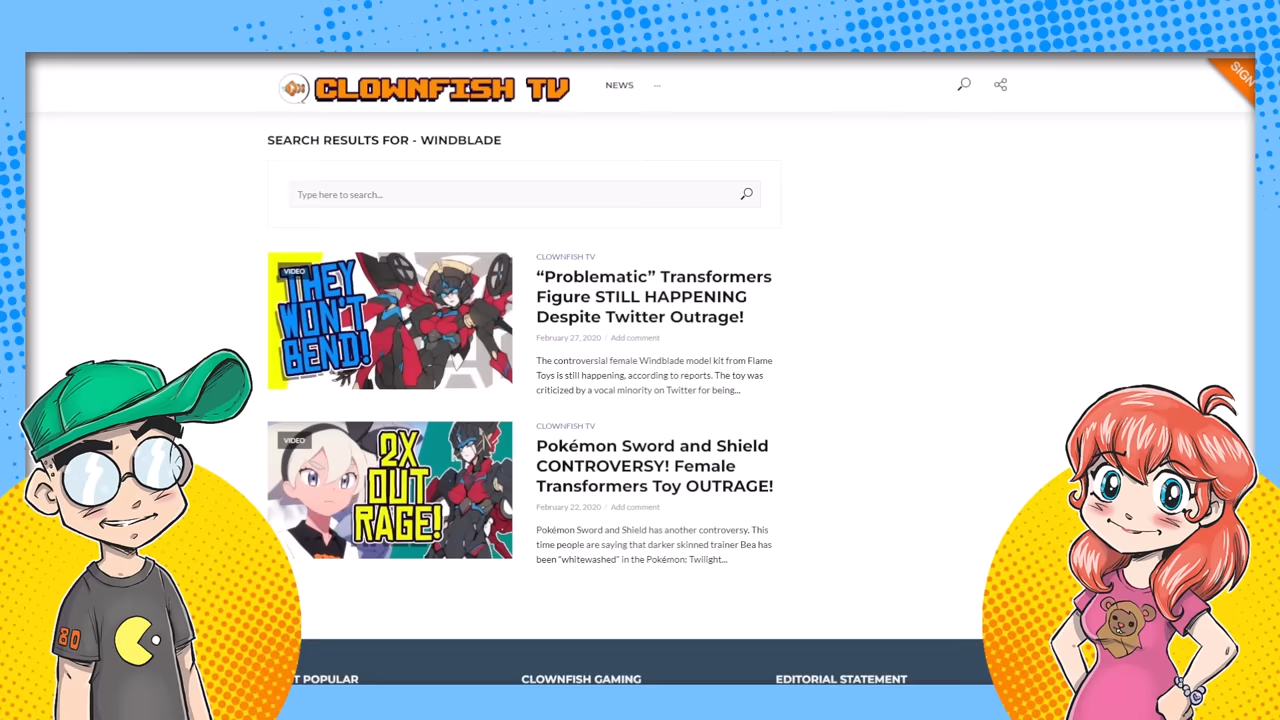 CLOWNFISH TV
NEWS
...
SIGN
SEARCH RESULTS FOR - WINDBLADE
Type here to search...
VIDEO
THEY
WON'T
BEND!
CLOWNFISH TV
“Problematic” Transformers
Figure STILL HAPPENING
Despite Twitter Outrage!
February 27, 2020 / Add comment
The controversial female Windblade model kit from Flame
Toys is still happening, according to reports. The toy was
criticized by a vocal minority on Twitter for being...
VIDEO
2X
OUT
RAGE!
CLOWNFISH TV
Pokémon Sword and Shield
CONTROVERSY! Female
Transformers Toy OUTRAGE!
February 22, 2020 / Add comment
Pokémon Sword and Shield has another controversy. This
time people are saying that darker skinned trainer Bea has
been “whitewashed” in the Pokémon: Twilight...
80
T POPULAR
CLOWNFISH GAMING
EDITORIAL STATEMENT